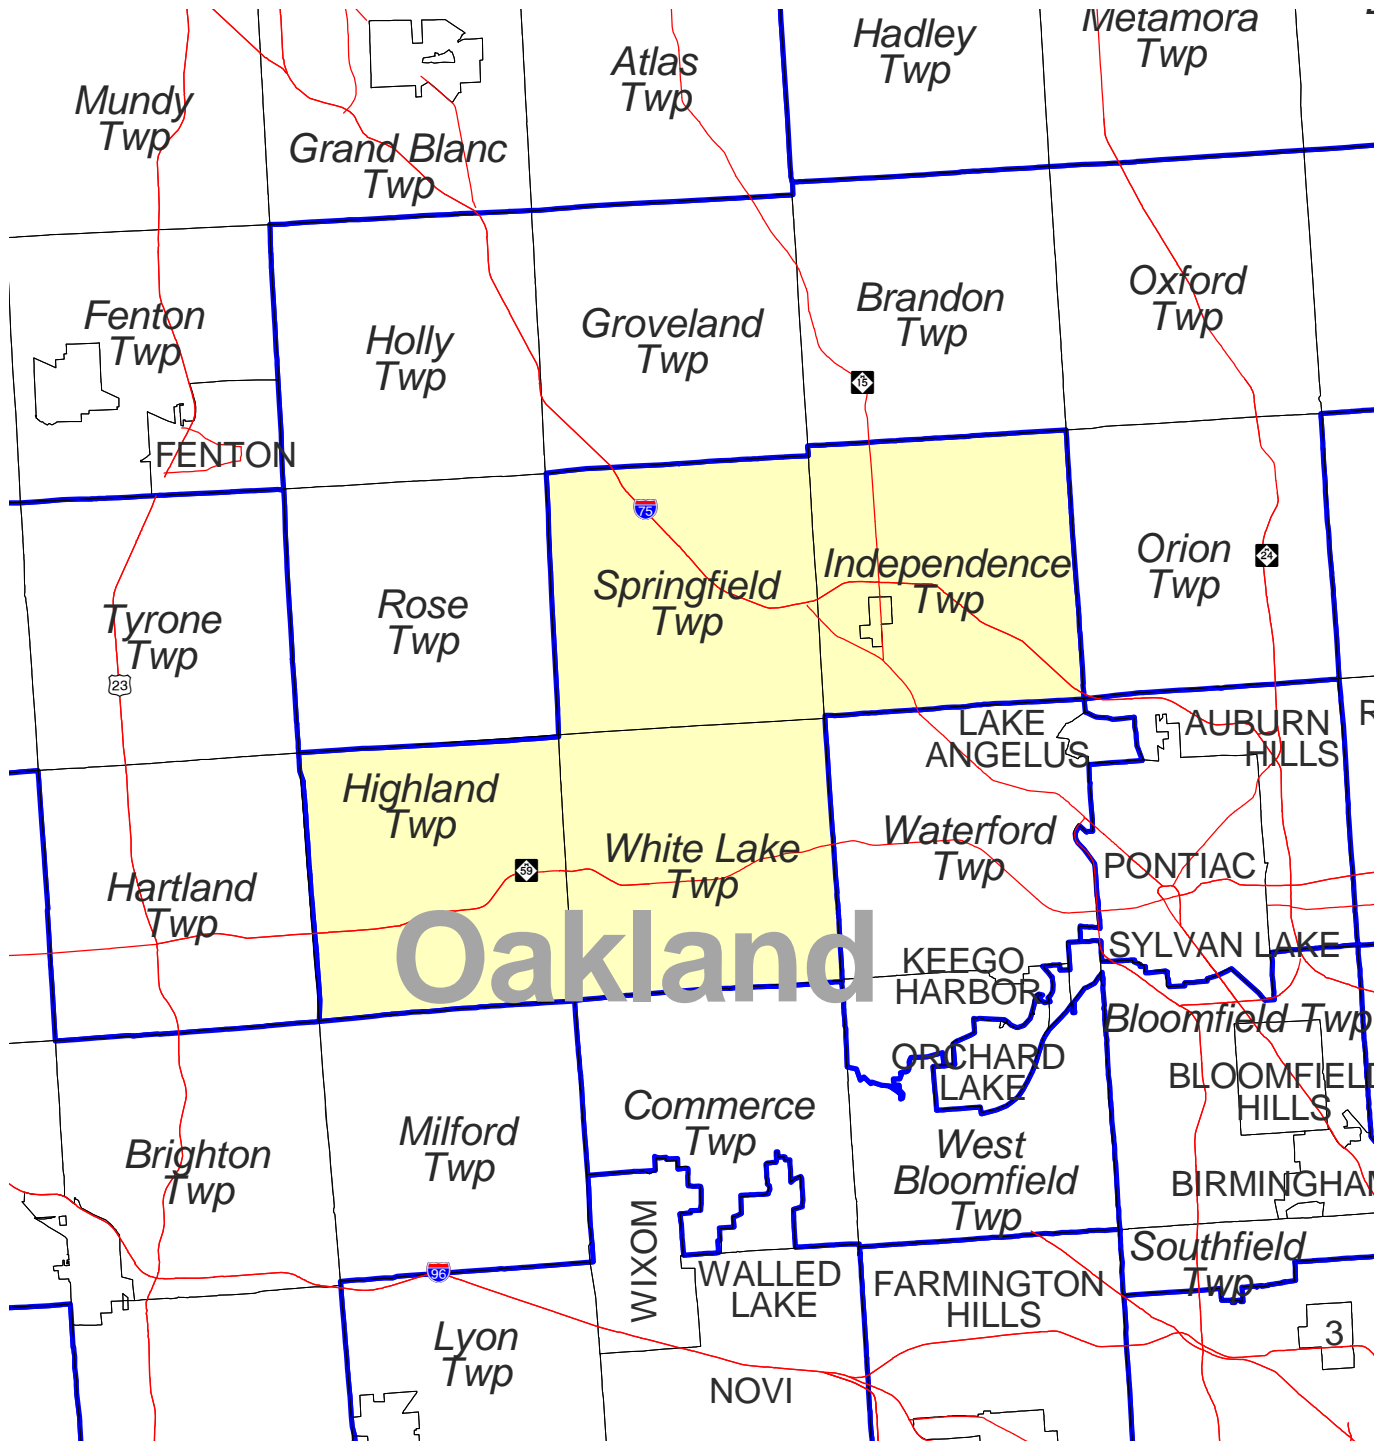 Metamora
Twp
Hadley
Twp
Atlas
Twp
Mundy
Twp
Grand Blanc
Twp
Oxford
Twp
Brandon
Twp
Fenton
Twp
Groveland
Twp
Holly
Twp
15
FENTON
75
Orion
Twp
24
Independence
Twp
Springfield
Twp
Rose
Twp
Tyrone
Twp
23
LAKE
ANGELUS
AUBURN
HILLS
R
Highland
Twp
Waterford
Twp
White Lake
Twp
59
PONTIAC
Hartland
Twp
Oakland
SYLVAN LAKE
KEEGO
HARBOR
Bloomfield Twp
ORCHARD
LAKE
BLOOMFIELD
HILLS
Commerce
Twp
Milford
Twp
Brighton
Twp
West
Bloomfield
Twp
BIRMINGHAM
WIXOM
Southfield
Twp
96
WALLED
LAKE
FARMINGTON
HILLS
Lyon
Twp
3
NOVI